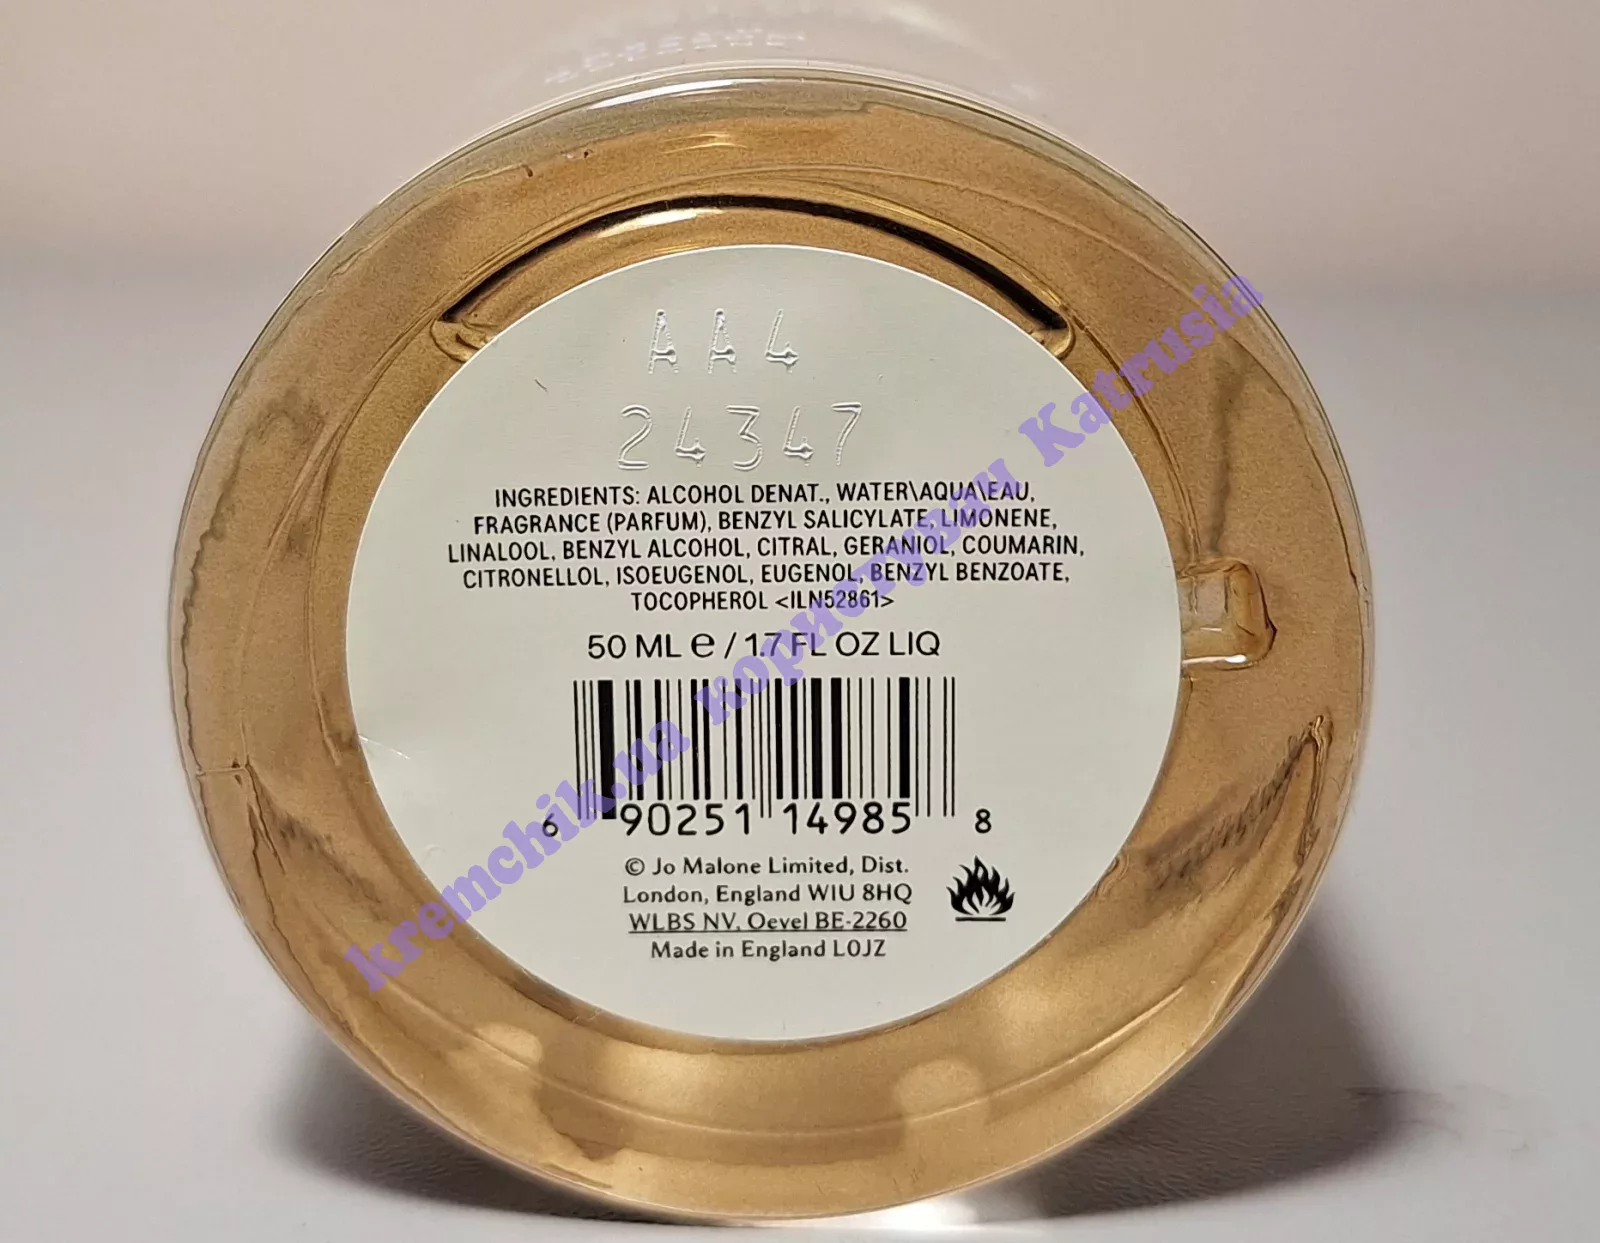 AA4
24347
INGREDIENTS: ALCOHOL DENAT., WATER\AQUA\EAU,
FRAGRANCE (PARFUM), BENZYL SALICYLATE, LIMONENE,
LINALOOL, BENZYL ALCOHOL, CITRAL, GERANIOL, COUMARIN,
CITRONELLOL, ISOEUGENOL, EUGENOL, BENZYL BENZOATE,
TOCOPHEROL <ILN52861>
50 ML ℮ / 1.7 FL OZ LIQ
6 90251 14985 8
© Jo Malone Limited, Dist.
London, England W1U 8HQ
WLBS NV, Oevel BE-2260
Made in England L0JZ
kremchik.ua користувач Katrusia